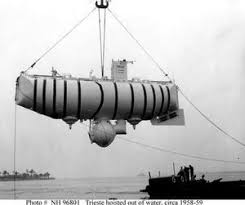 Photo # NH 96801 Trieste hoisted out of water, circa 1958-59